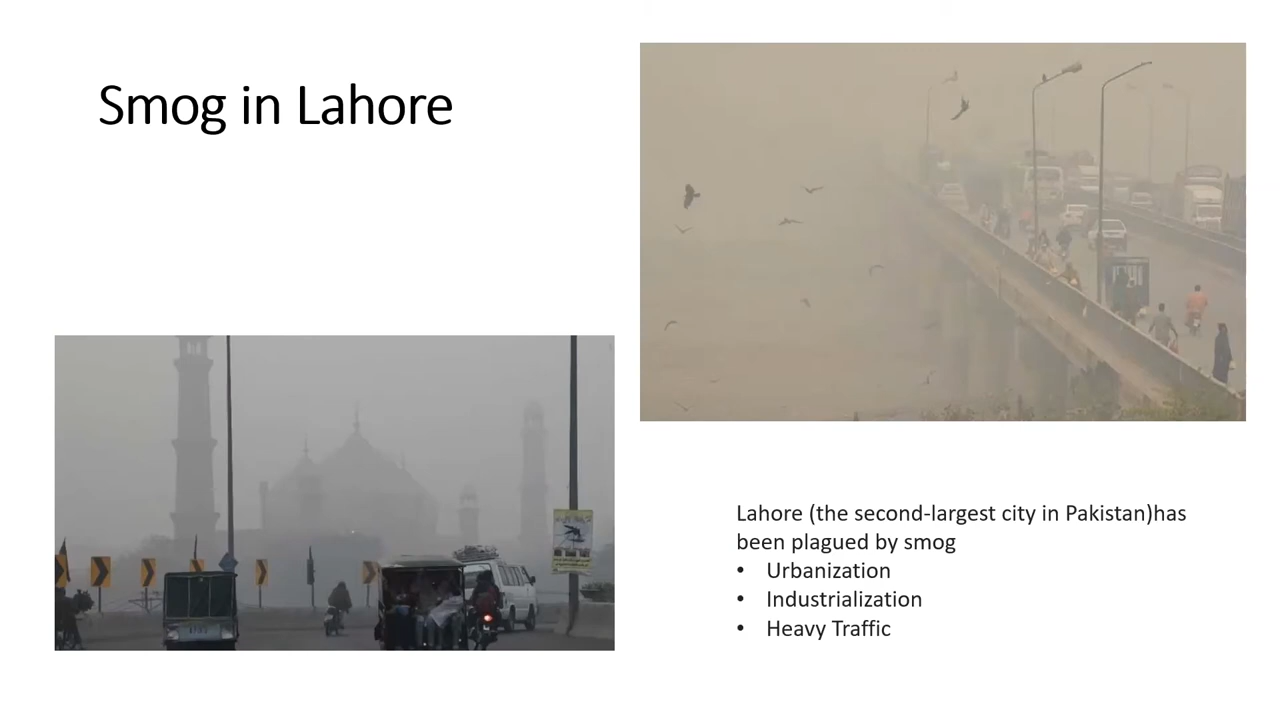 Smog in Lahore
Lahore (the second-largest city in Pakistan)has
been plagued by smog
• Urbanization
• Industrialization
• Heavy Traffic